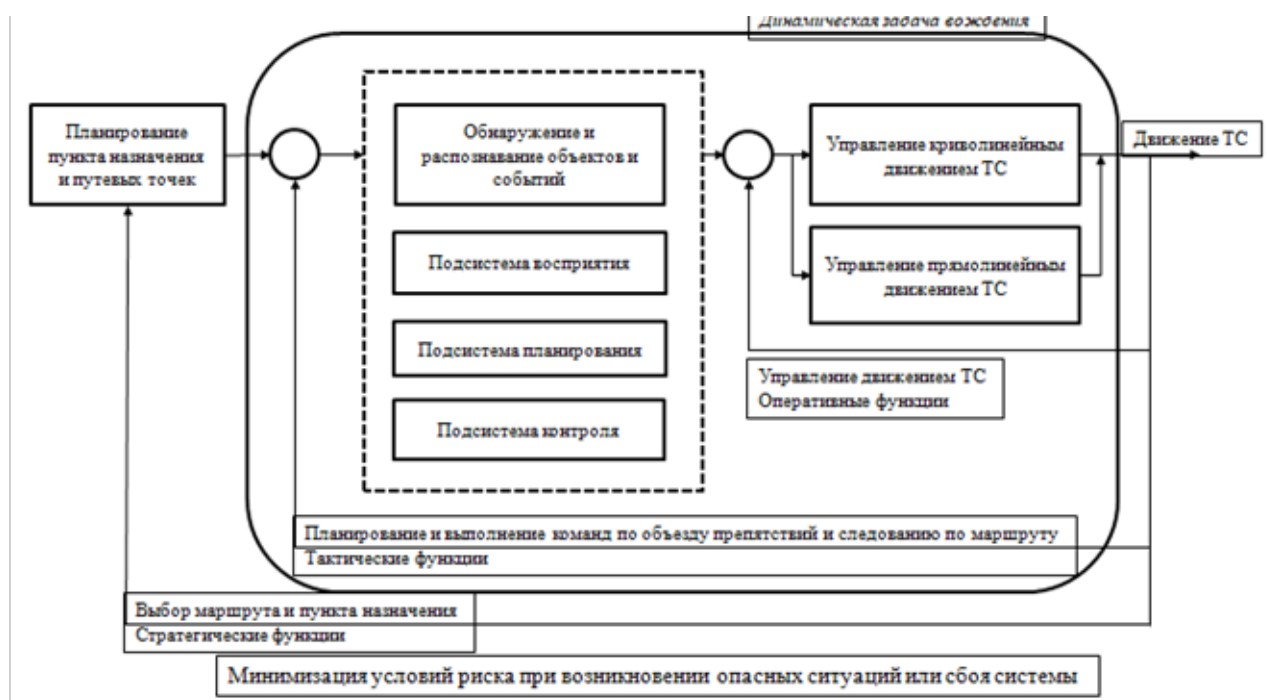 Динамическая задача вождения
Планирование
пункта назначения
и путевых точек
Обнаружение и
распознавание объектов и
событий
Подсистема восприятия
Подсистема планирования
Подсистема контроля
Управление криволинейным
движением ТС
Управление прямолинейным
движением ТС
Движение ТС
Управление движением ТС
Оперативные функции
Планирование и выполнение команд по объезду препятствий и следованию по маршруту
Тактические функции
Выбор маршрута и пункта назначения
Стратегические функции
Минимизация условий риска при возникновении опасных ситуаций или сбоя системы